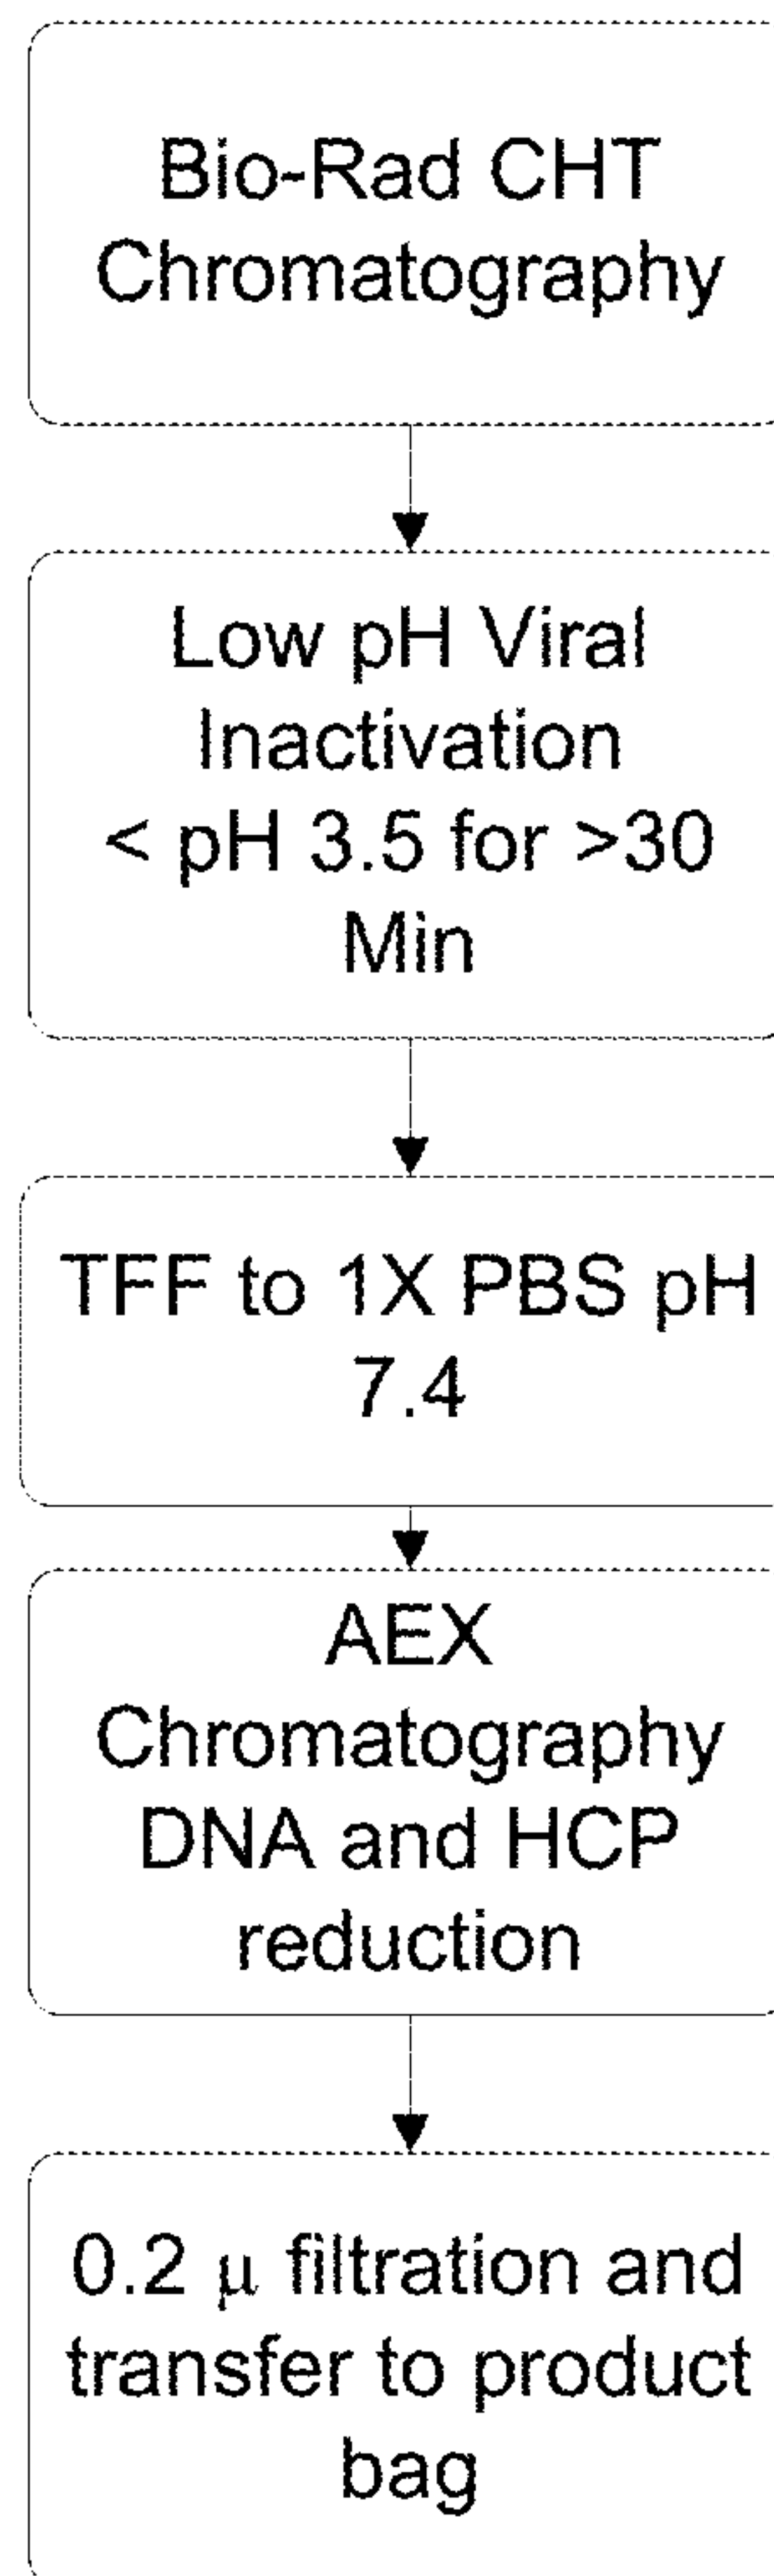 Bio-Rad CHT
Chromatography
Low pH Viral
Inactivation
< pH 3.5 for >30
Min
TFF to 1X PBS pH
7.4
AEX
Chromatography
DNA and HCP
reduction
0.2 μ filtration and
transfer to product
bag